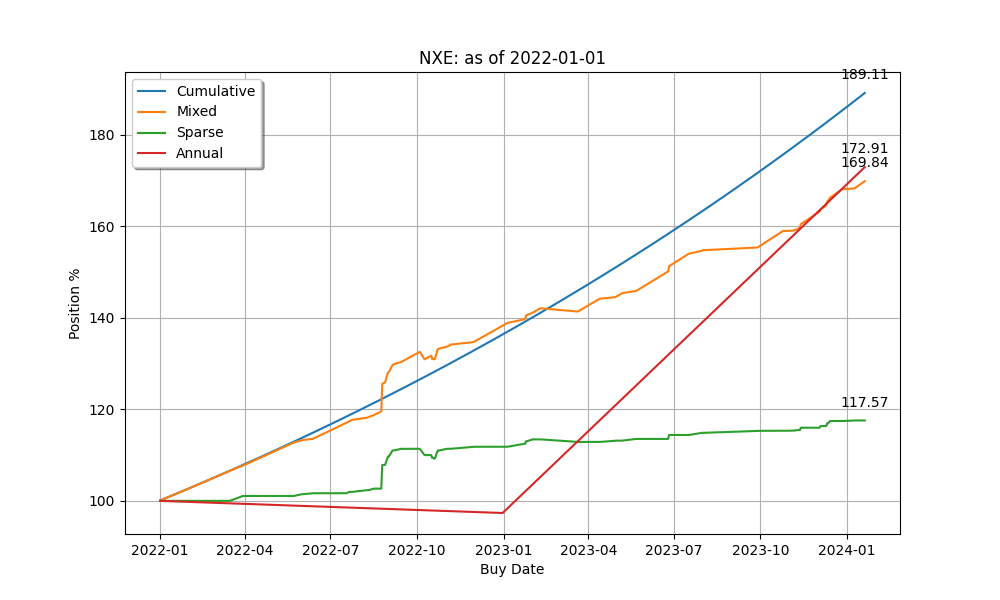 NXE: as of 2022-01-01
Cumulative
Mixed
Sparse
Annual
189.11
172.91
169.84
117.57
Position %
180
160
140
120
100
2022-01 2022-04 2022-07 2022-10 2023-01 2023-04 2023-07 2023-10 2024-01
Buy Date